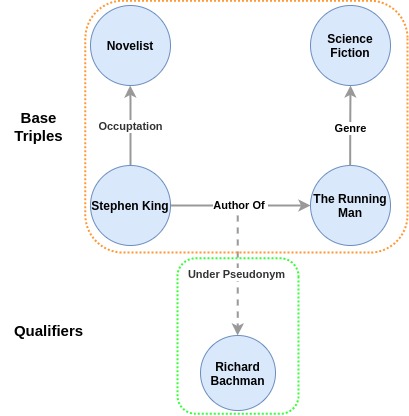 Novelist
Science
Fiction
Base
Triples
Occuptation
Genre
Stephen King
Author Of
The Running
Man
Under Pseudonym
Qualifiers
Richard
Bachman